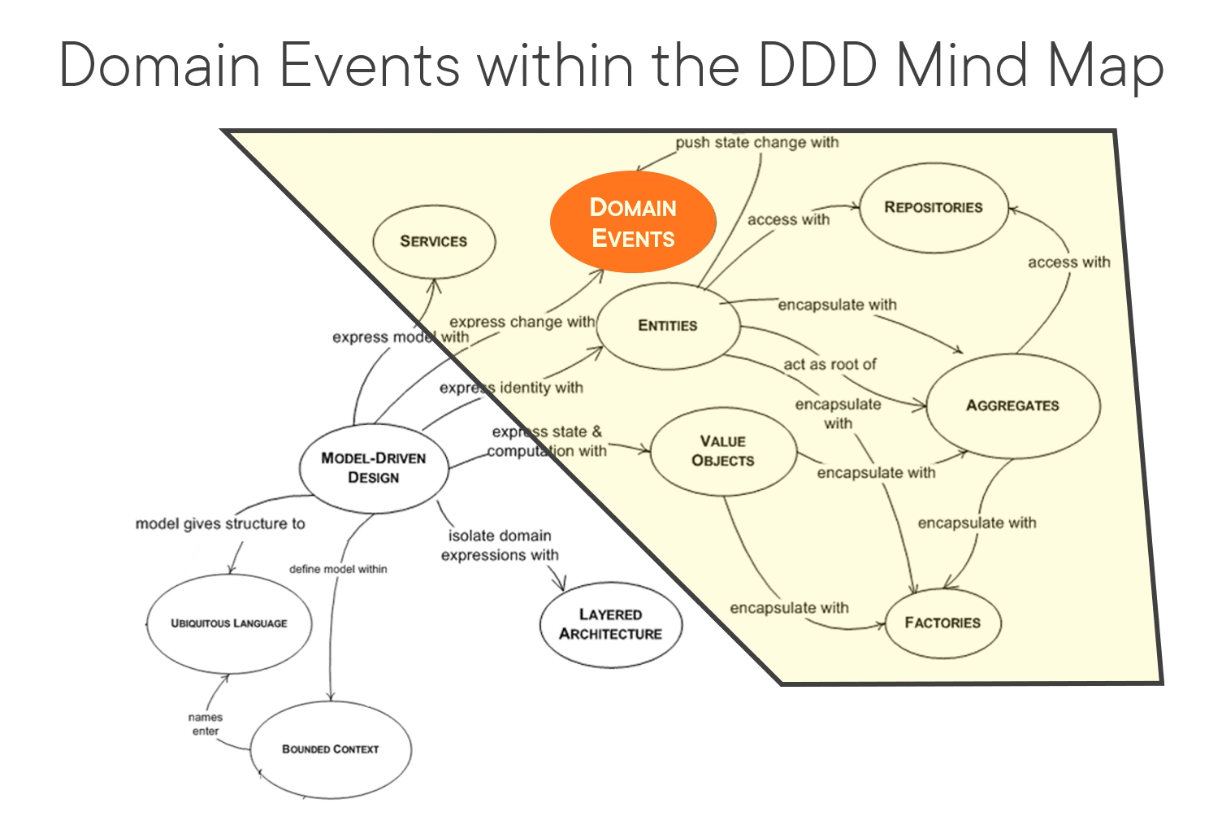 Domain Events within the DDD Mind Map
push state change with
DOMAIN
EVENTS
access with
REPOSITORIES
SERVICES
access with
express model with
express change with
ENTITIES
encapsulate with
act as root of
express identity with
encapsulate
with
AGGREGATES
express state &
computation with
VALUE
OBJECTS
encapsulate with
MODEL-DRIVEN
DESIGN
model gives structure to
isolate domain
expressions with
encapsulate with
define model within
UBIQUITOUS LANGUAGE
LAYERED
ARCHITECTURE
encapsulate with
FACTORIES
names
enter
BOUNDED CONTEXT